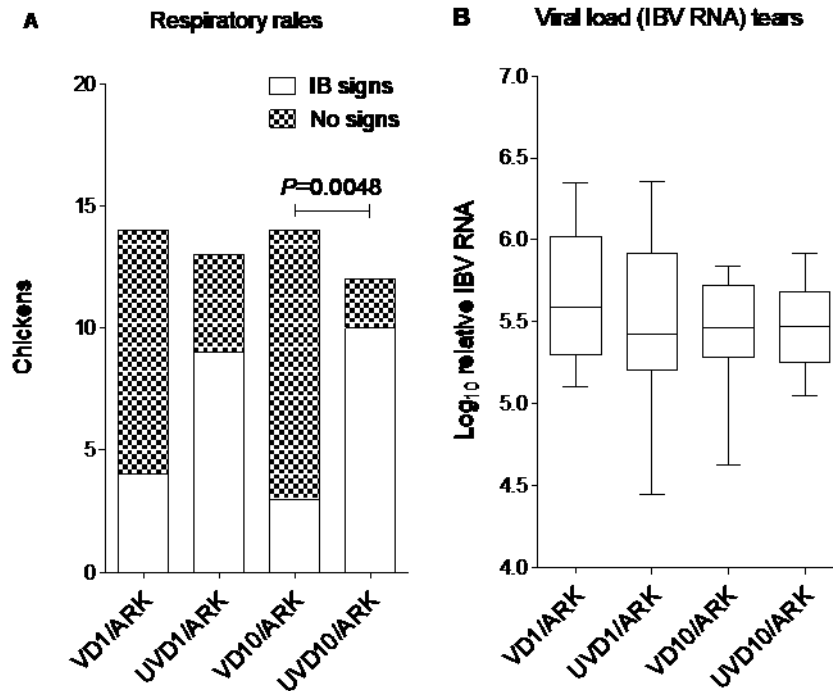 A Respiratory rales
20
15
10
5
0
Chickens
IB signs
No signs
P=0.0048
VD1/ARK
UVD1/ARK
VD10/ARK
UVD10/ARK
B Viral load (IBV RNA) tears
7.0
6.5
6.0
5.5
5.0
4.5
4.0
Log10 relative IBV RNA
VD1/ARK
UVD1/ARK
VD10/ARK
UVD10/ARK